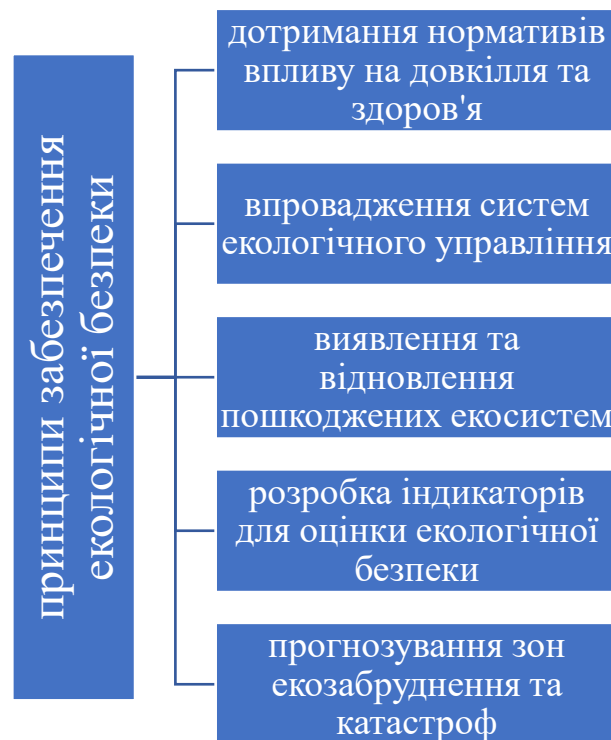 принципи забезпечення
екологічної безпеки
дотримання нормативів
впливу на довкілля та
здоров'я
впровадження систем
екологічного управління
виявлення та
відновлення
пошкоджених екосистем
розробка індикаторів
для оцінки екологічної
безпеки
прогнозування зон
екозабруднення та
катастроф